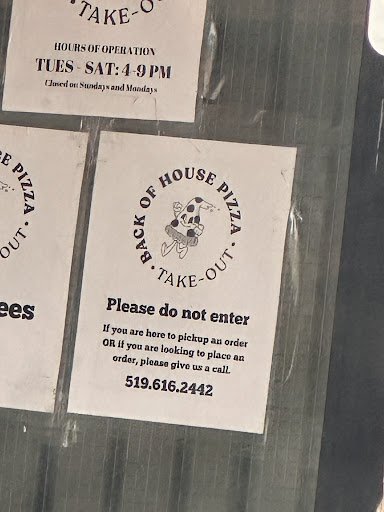 • TAKE-O
HOURS OF OPERATION
TUES - SAT: 4-9 PM
Closed on Sundays and Mondays
SE PIZZA •
OUT •
ees
• BACK OF HOUSE PIZZA •
TAKE-OUT
Please do not enter
If you are here to pickup an order
OR if you are looking to place an
order, please give us a call.
519.616.2442